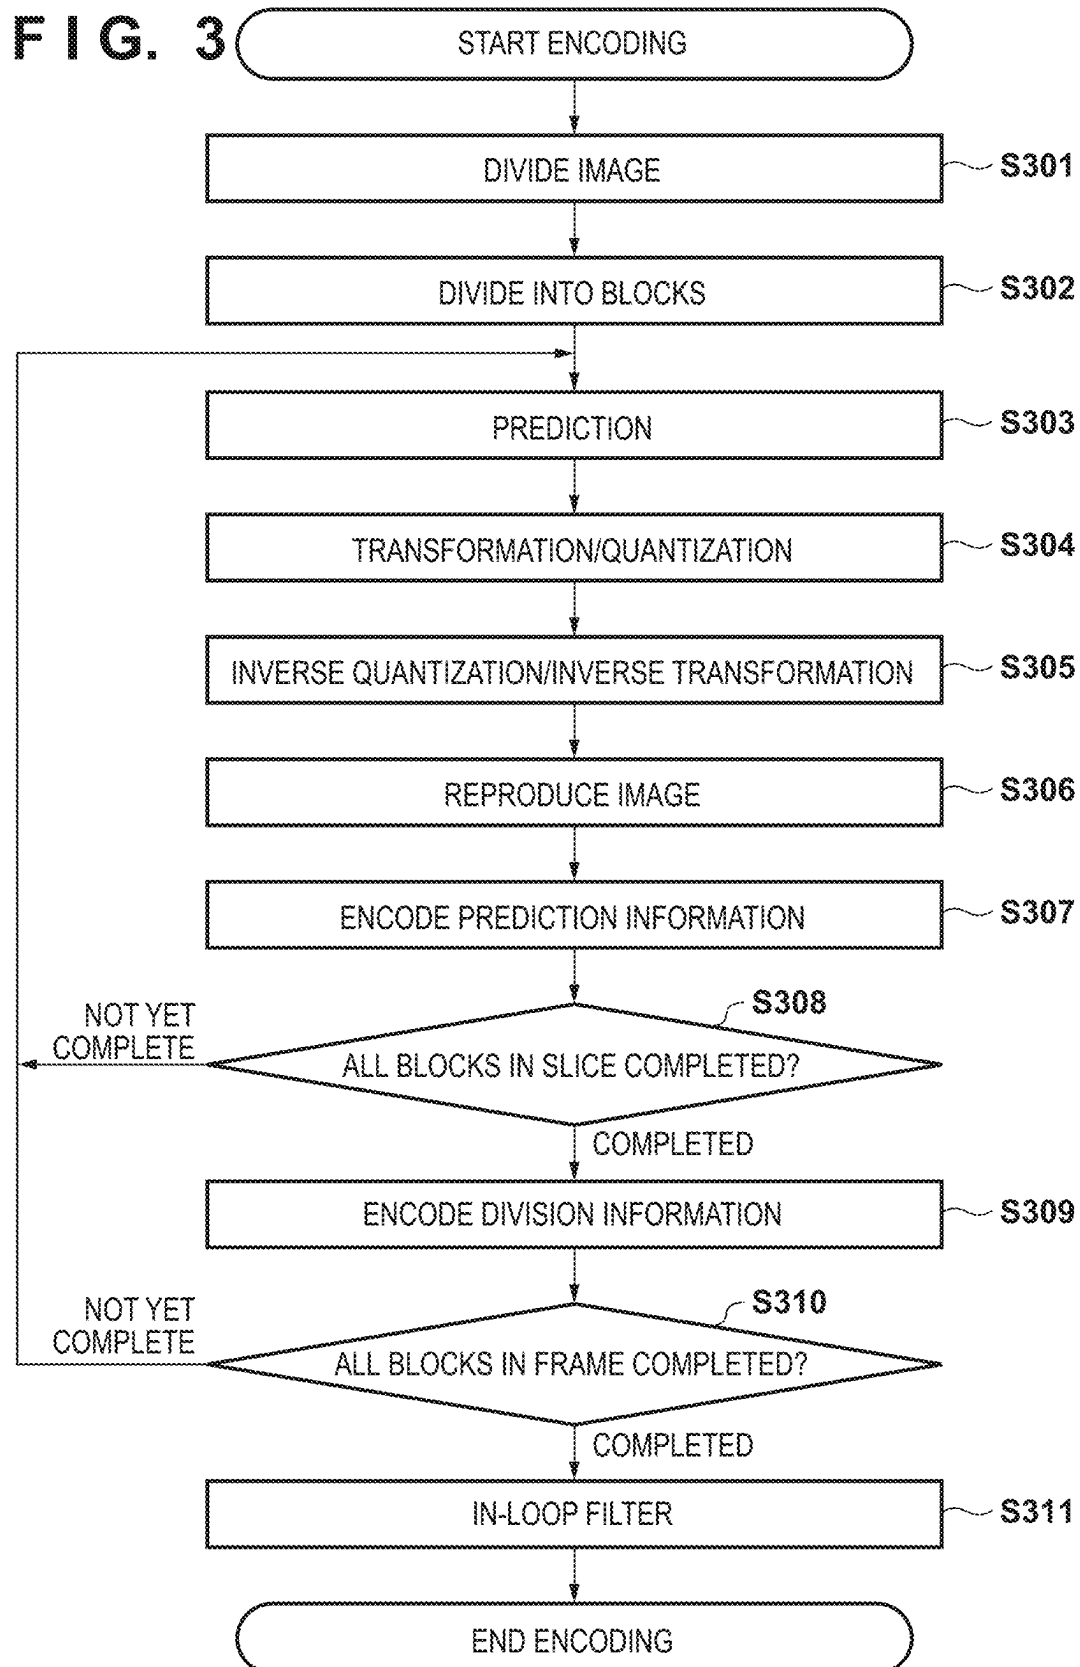 FIG. 3
START ENCODING
DIVIDE IMAGE
S301
DIVIDE INTO BLOCKS
S302
PREDICTION
S303
TRANSFORMATION/QUANTIZATION
S304
INVERSE QUANTIZATION/INVERSE TRANSFORMATION
S305
REPRODUCE IMAGE
S306
ENCODE PREDICTION INFORMATION
S307
S308
NOT YET
COMPLETE
ALL BLOCKS IN SLICE COMPLETED?
COMPLETED
ENCODE DIVISION INFORMATION
S309
S310
NOT YET
COMPLETE
ALL BLOCKS IN FRAME COMPLETED?
COMPLETED
IN-LOOP FILTER
S311
END ENCODING